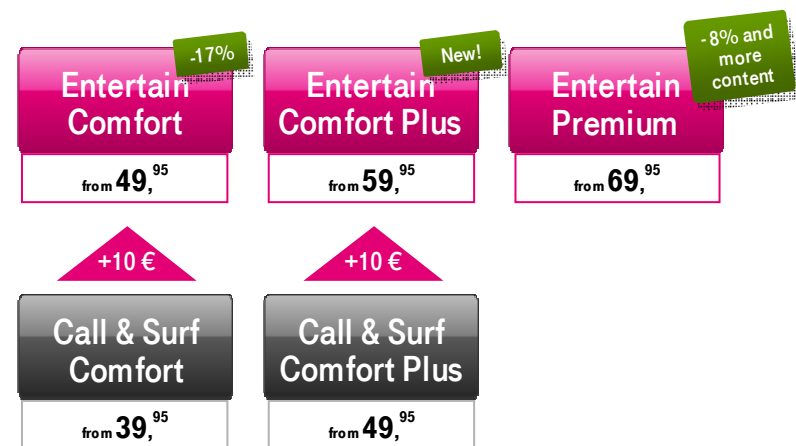 -17%
Entertain
Comfort
from 49,95
New!
Entertain
Comfort Plus
from 59,95
- 8% and
more
content
Entertain
Premium
from 69,95
+10 €
Call & Surf
Comfort
from 39,95
+10 €
Call & Surf
Comfort Plus
from 49,95